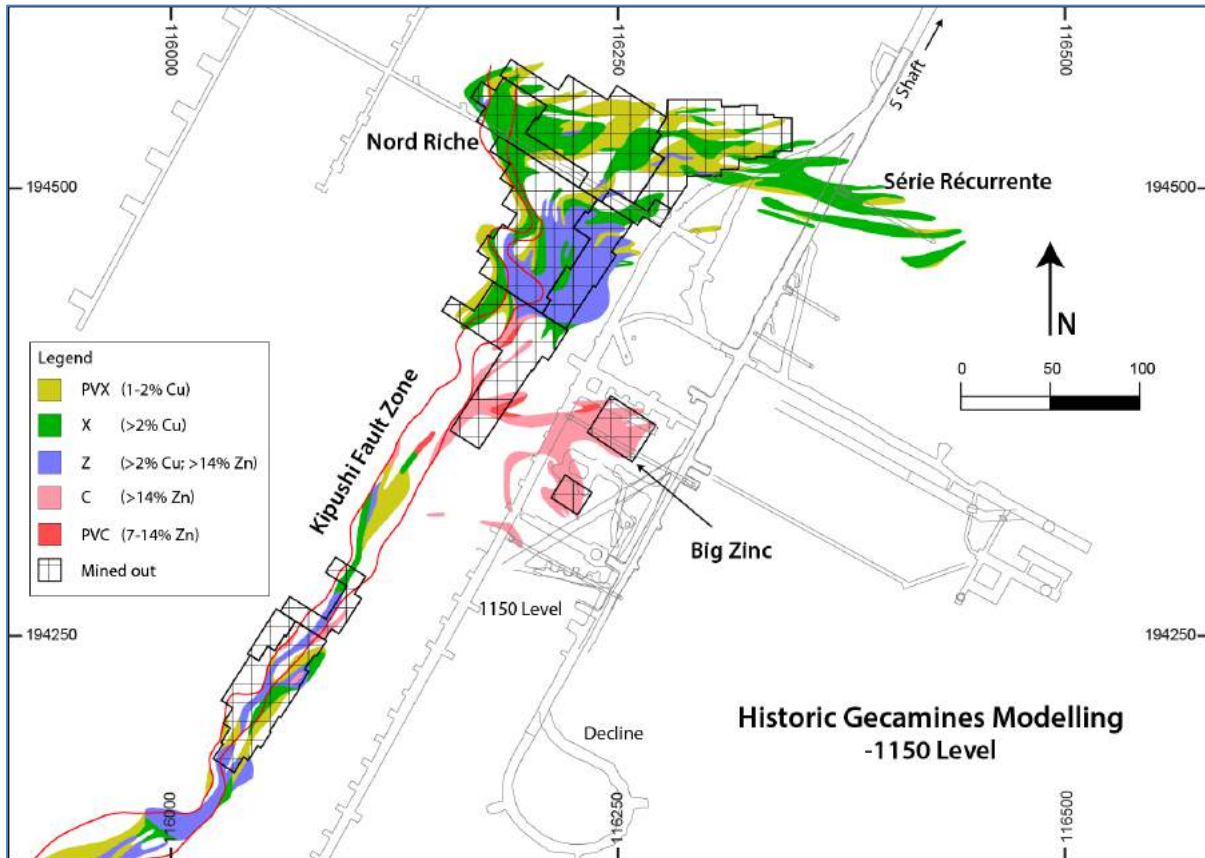 116000
116250
116500
5 Shaft
Nord Riche
194500
Série Récurrente
194500
N
0 50 100
Legend
PVX (1-2% Cu)
X (>2% Cu)
Z (>2% Cu; >14% Zn)
C (>14% Zn)
PVC (7-14% Zn)
Mined out
Kipushi Fault Zone
Big Zinc
1150 Level
194250
194250
Historic Gecamines Modelling
-1150 Level
Decline
116000
116250
116500